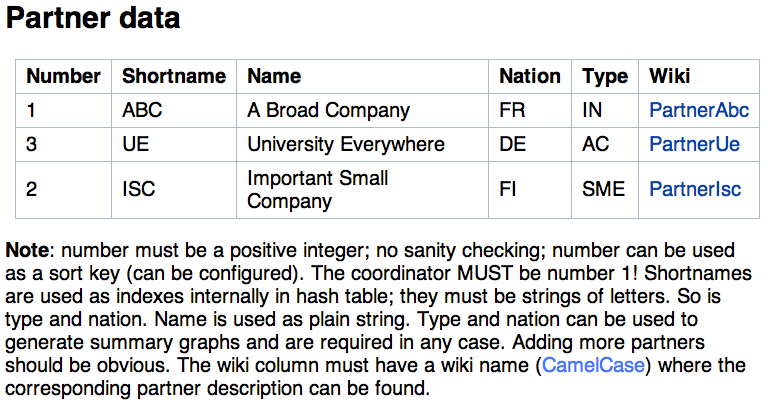 Partner data
Number Shortname Name Nation Type Wiki
1 ABC A Broad Company FR IN PartnerAbc
3 UE University Everywhere DE AC PartnerUe
2 ISC Important Small Company FI SME PartnerIsc
Note: number must be a positive integer; no sanity checking; number can be used
as a sort key (can be configured). The coordinator MUST be number 1! Shortnames
are used as indexes internally in hash table; they must be strings of letters. So is
type and nation. Name is used as plain string. Type and nation can be used to
generate summary graphs and are required in any case. Adding more partners
should be obvious. The wiki column must have a wiki name (CamelCase) where the
corresponding partner description can be found.